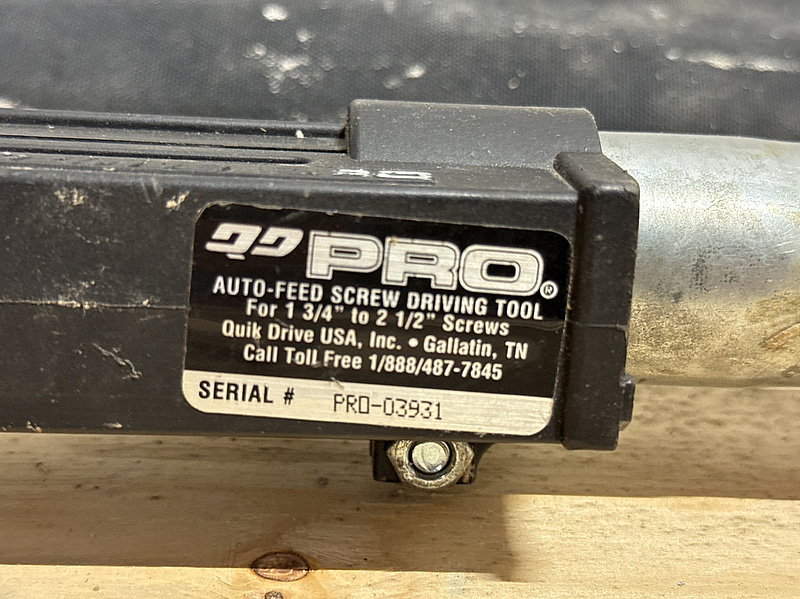 PRO®
AUTO-FEED SCREW DRIVING TOOL
For 1 3/4" to 2 1/2" Screws
Quik Drive USA, Inc. • Gallatin, TN
Call Toll Free 1/888/487-7845
SERIAL # PRO-03931